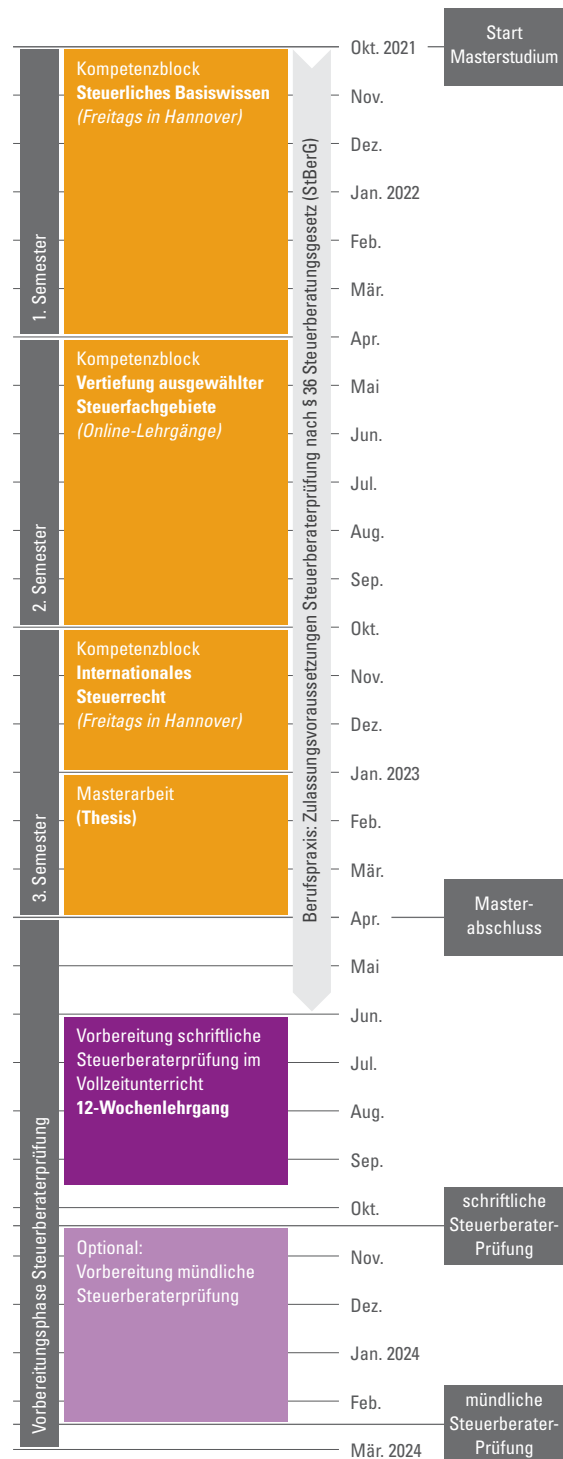 Start
Masterstudium
Okt. 2021
Kompetenzblock
Steuerliches Basiswissen
(Freitags in Hannover)
Nov.
Dez.
Jan. 2022
Feb.
Mär.
1. Semester
Berufspraxis: Zulassungsvoraussetzungen Steuerberaterprüfung nach § 36 Steuerberatungsgesetz (StBerG)
Apr.
Kompetenzblock
Vertiefung ausgewählter
Steuerfachgebiete
(Online-Lehrgänge)
Mai
Jun.
Jul.
Aug.
Sep.
2. Semester
Okt.
Kompetenzblock
Internationales
Steuerrecht
(Freitags in Hannover)
Nov.
Dez.
Jan. 2023
Masterarbeit
(Thesis)
Feb.
Mär.
3. Semester
Apr.
Master-
abschluss
Mai
Jun.
Vorbereitung schriftliche
Steuerberaterprüfung im
Vollzeitunterricht
12-Wochenlehrgang
Jul.
Aug.
Sep.
Vorbereitungsphase Steuerberaterprüfung
Okt.
schriftliche
Steuerberater-
Prüfung
Optional:
Vorbereitung mündliche
Steuerberaterprüfung
Nov.
Dez.
Jan. 2024
Feb.
mündliche
Steuerberater-
Prüfung
Mär. 2024